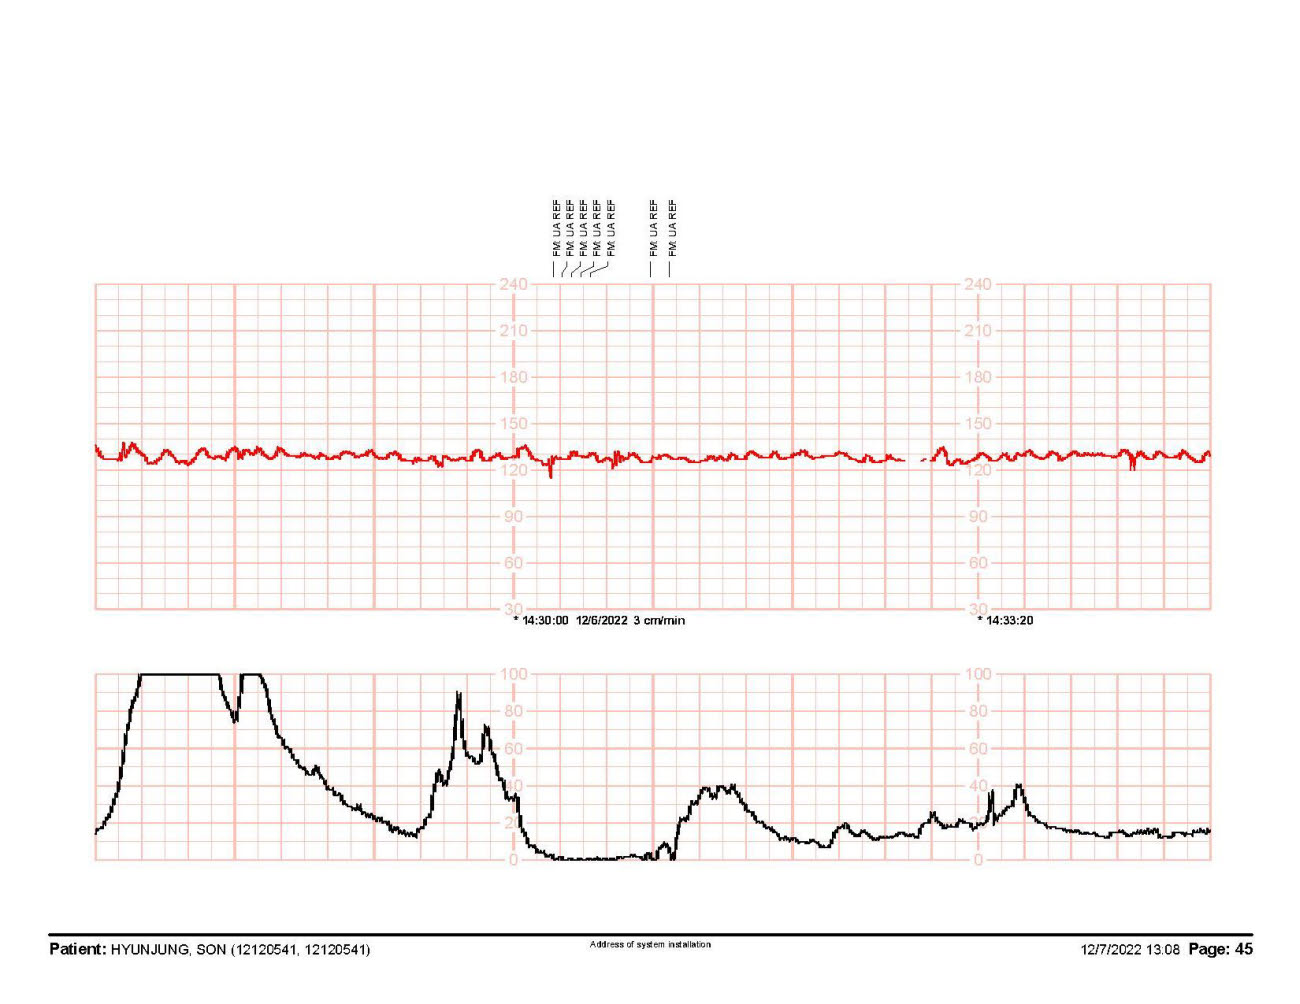 FM: UA REF
FM: UA REF
FM: UA REF
FM: UA REF
FM: UA REF
FM: UA REF
FM: UA REF
240 240
210 210
180 180
150 150
120 120
90 90
60 60
30 30
* 14:30:00 12/6/2022 3 cm/min * 14:33:20
100 100
80 80
60 60
40 40
20 20
0 0
Patient: HYUNJUNG, SON (12120541, 12120541) Address of system installation 12/7/2022 13:08 Page: 45